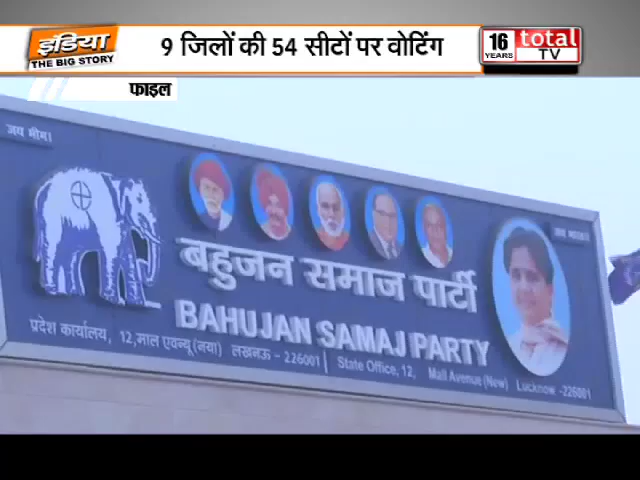 इंडिया
THE BIG STORY
9 जिलों की 54 सीटों पर वोटिंग
16
YEARS
total
TV
फाइल
जय भीम।
जय भारत।
बहुजन समाज पार्टी
BAHUJAN SAMAJ PARTY
प्रदेश कार्यालय, 12,माल एवन्यू(नया) लखनऊ - 226001 State Office, 12, Mall Avenue (New) Lucknow -226001